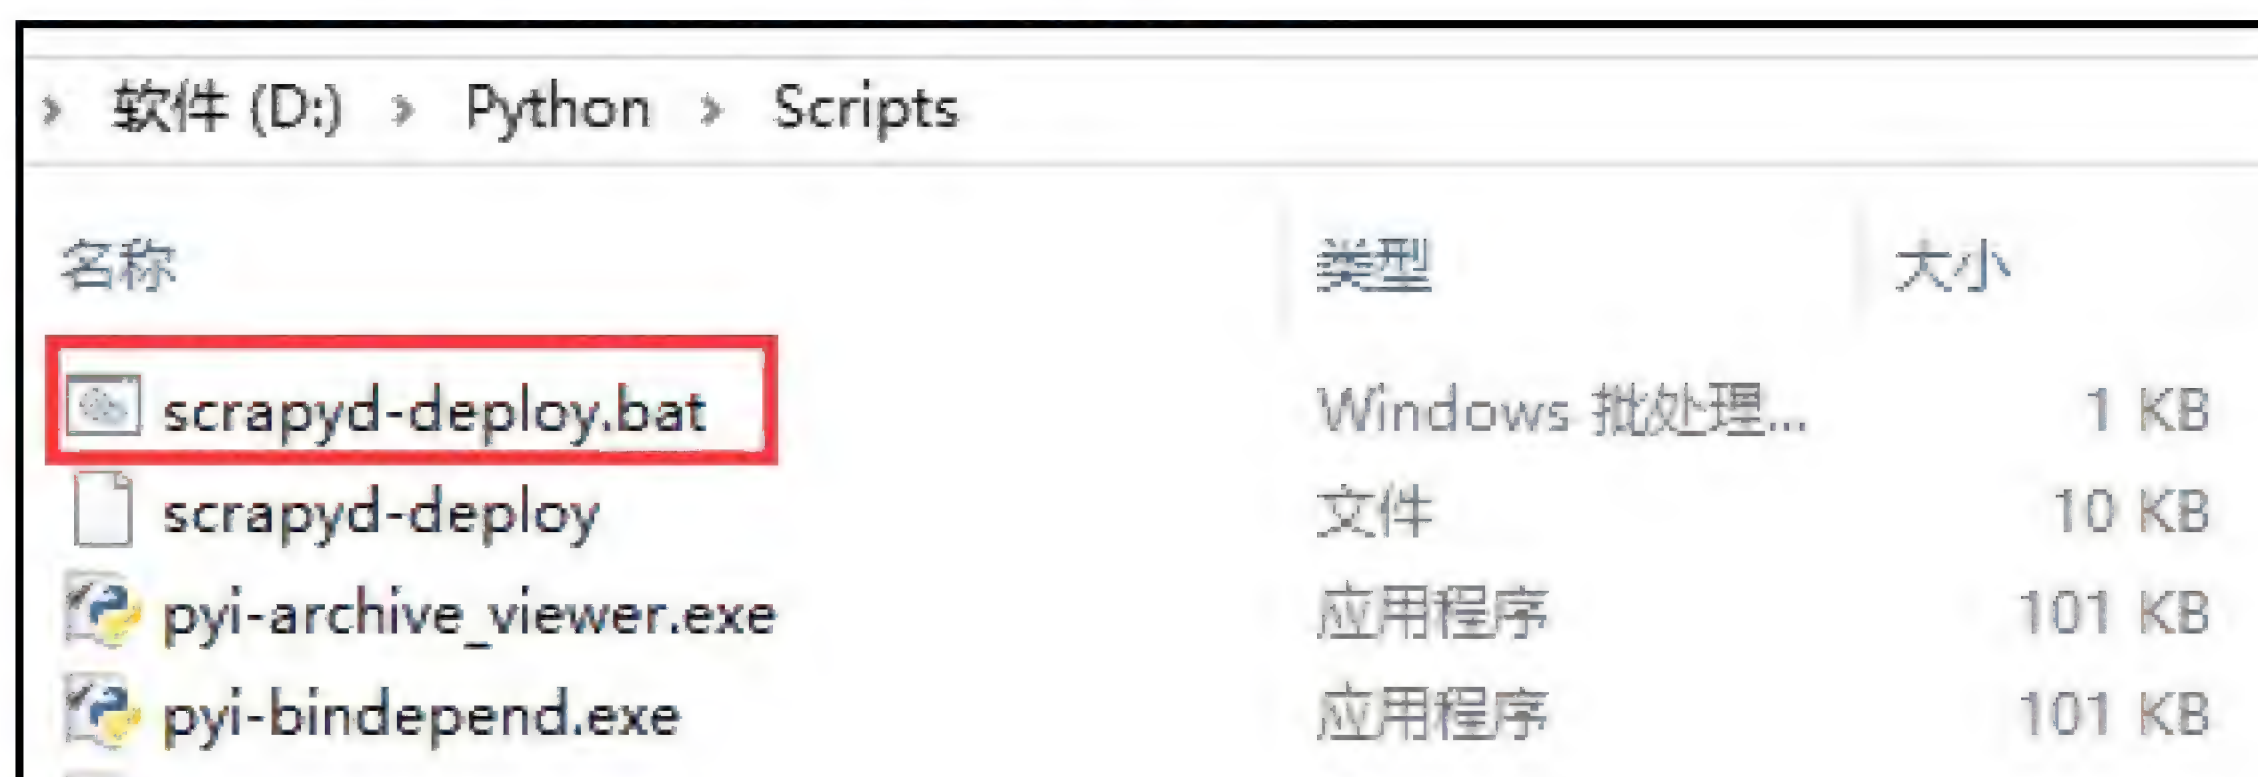 › 软件 (D:) › Python › Scripts
名称 类型 大小
scrapyd-deploy.bat Windows 批处理... 1 KB
scrapyd-deploy 文件 10 KB
pyi-archive_viewer.exe 应用程序 101 KB
pyi-bindepend.exe 应用程序 101 KB